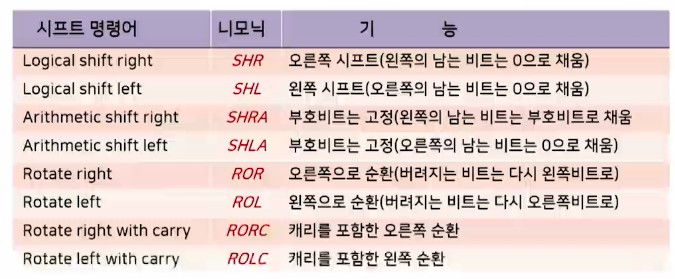 시프트 명령어 니모닉 기 능
Logical shift right SHR 오른쪽 시프트(왼쪽의 남는 비트는 0으로 채움)
Logical shift left SHL 왼쪽 시프트(오른쪽의 남는 비트는 0으로 채움)
Arithmetic shift right SHRA 부호비트는 고정(왼쪽의 남는 비트는 부호비트로 채움
Arithmetic shift left SHLA 부호비트는 고정(오른쪽의 남는 비트는 0으로 채움)
Rotate right ROR 오른쪽으로 순환(버려지는 비트는 다시 왼쪽비트로)
Rotate left ROL 왼쪽으로 순환(버려지는 비트는 다시 오른쪽비트로)
Rotate right with carry RORC 캐리를 포함한 오른쪽 순환
Rotate left with carry ROLC 캐리를 포함한 왼쪽 순환